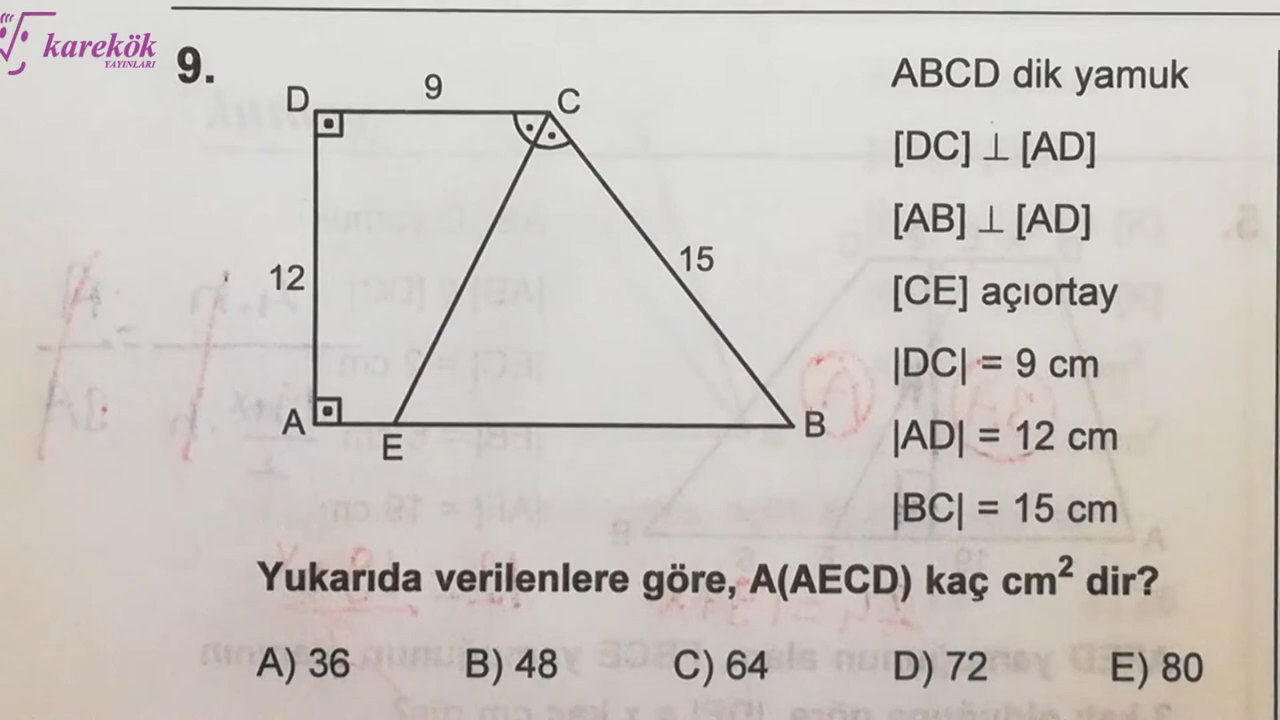 karekök
YAYINLARI
9.
ABCD dik yamuk
[DC] ⊥ [AD]
[AB] ⊥ [AD]
[CE] açıortay
|DC| = 9 cm
|AD| = 12 cm
|BC| = 15 cm
D
9
C
12
15
A
E
B
Yukarıda verilenlere göre, A(AECD) kaç cm² dir?
A) 36 B) 48 C) 64 D) 72 E) 80